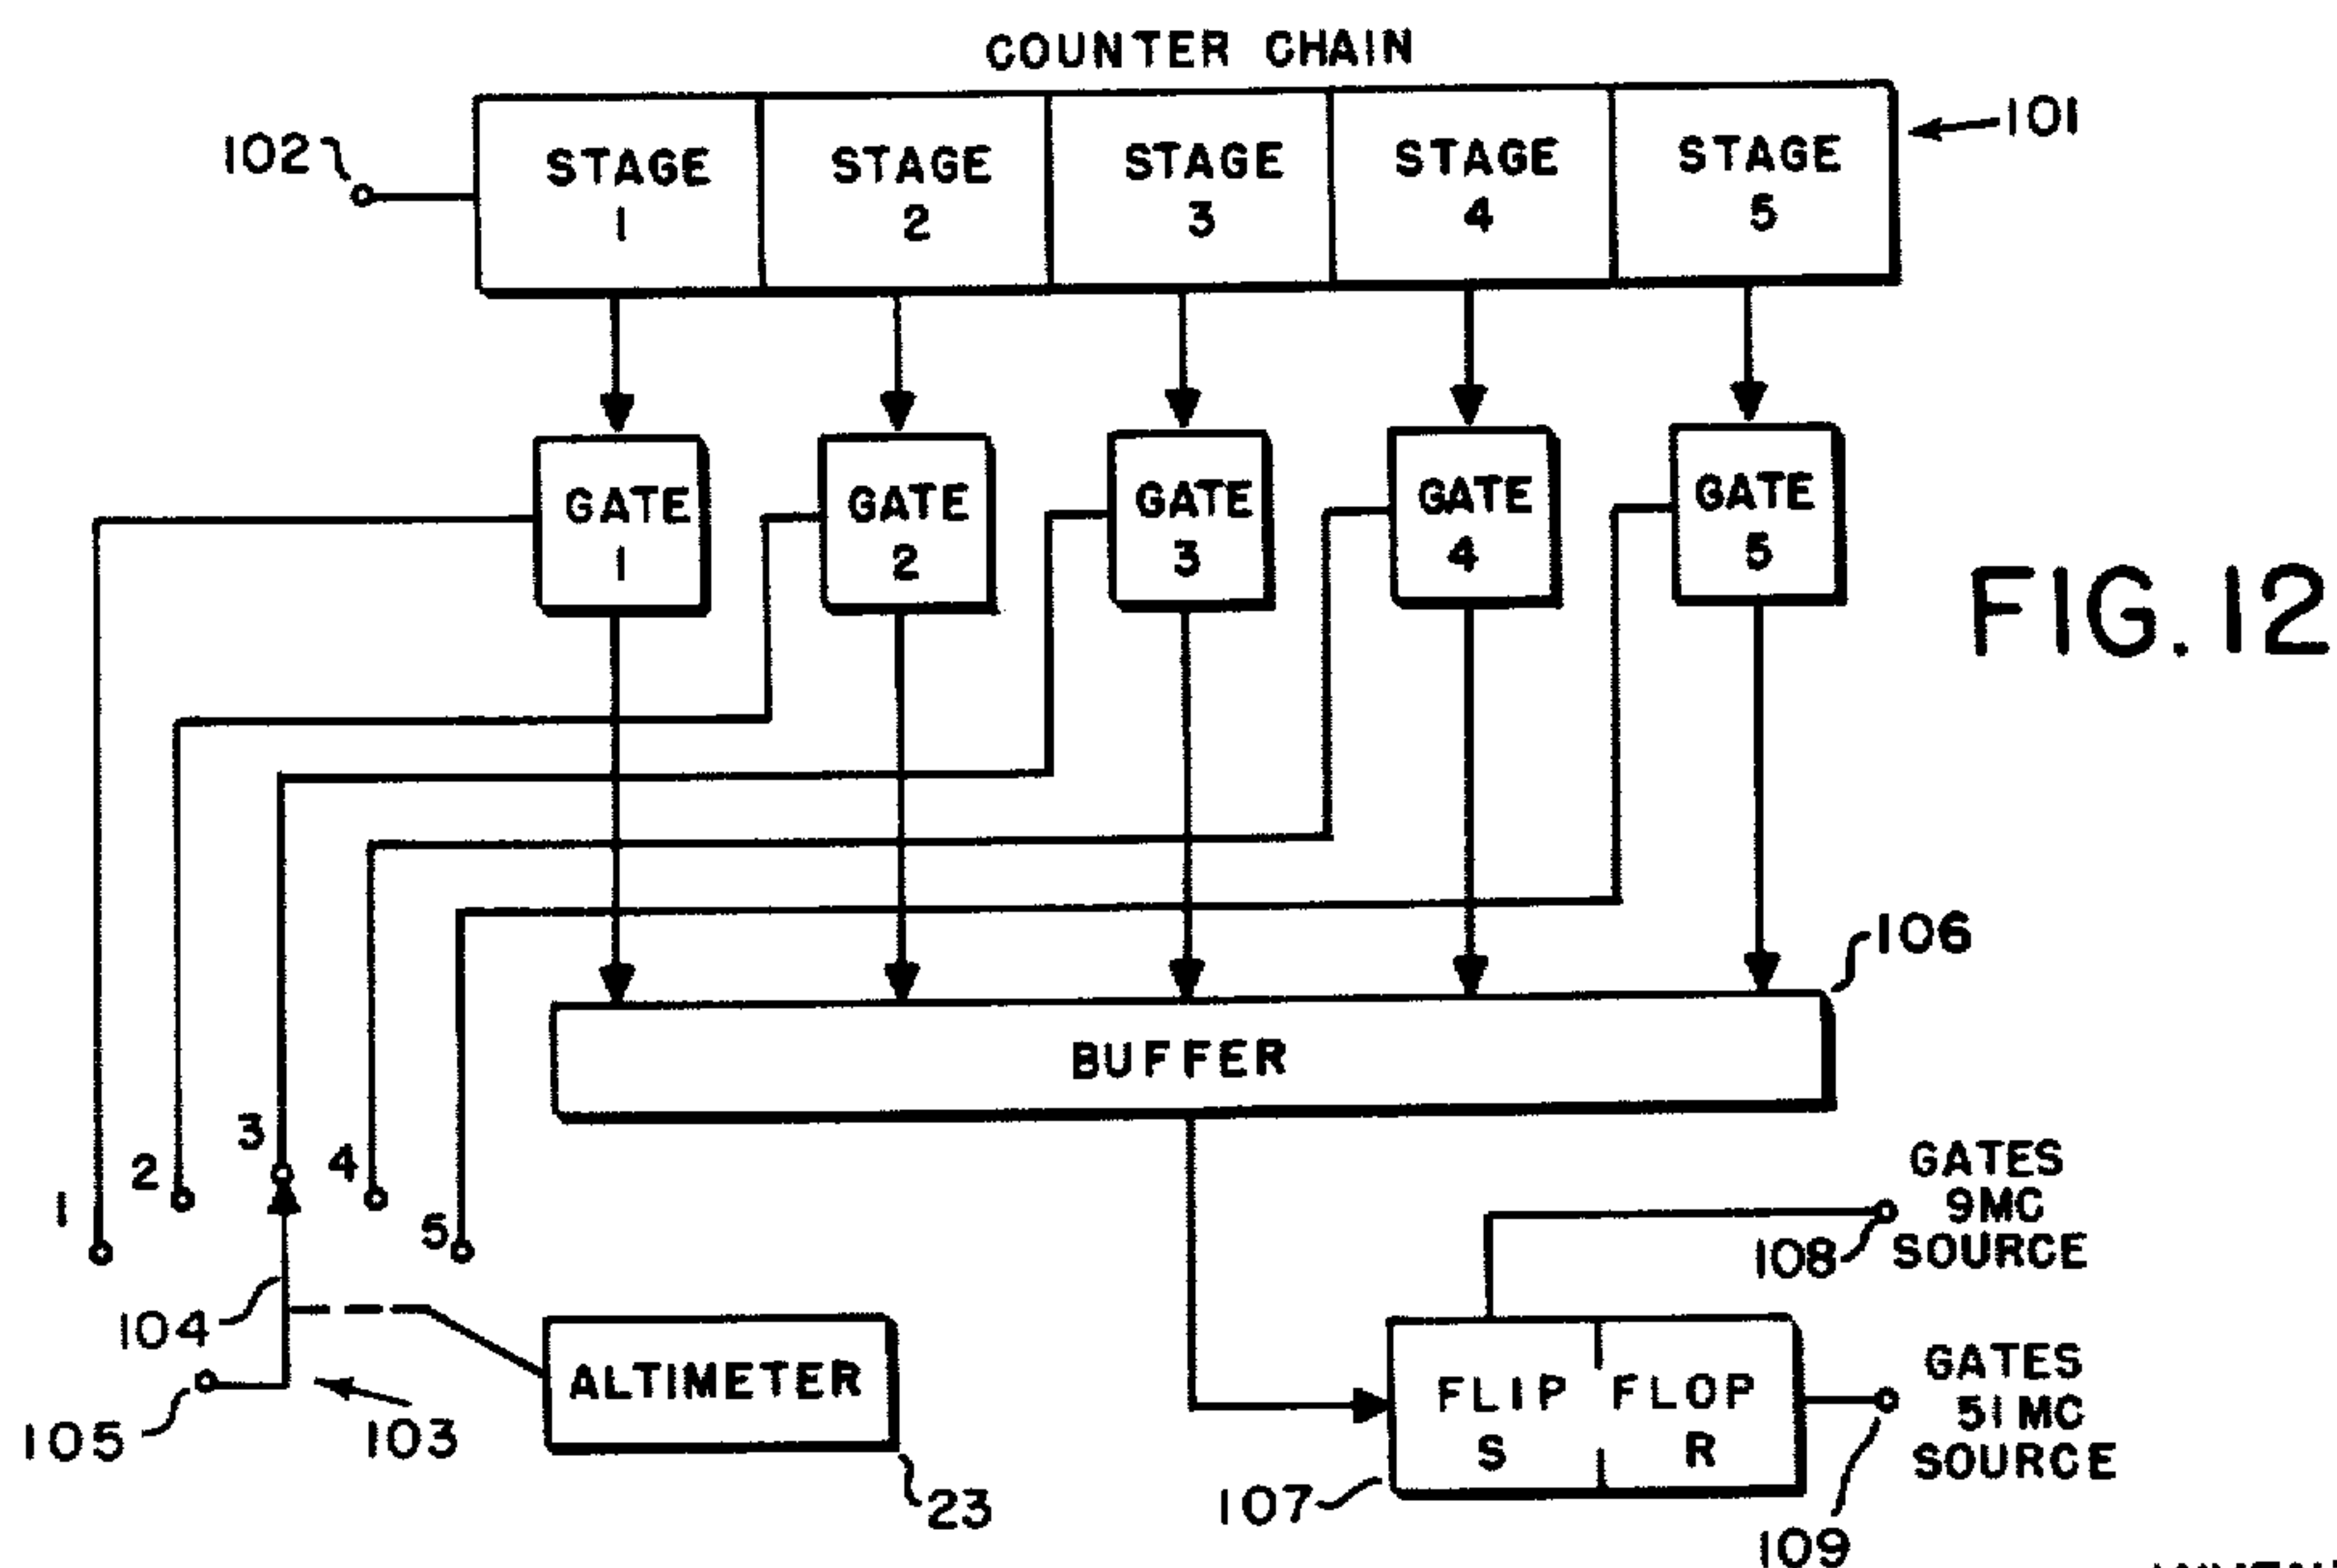 COUNTER CHAIN
101
102
STAGE
1
STAGE
2
STAGE
3
STAGE
4
STAGE
5
GATE
1
GATE
2
GATE
3
GATE
4
GATE
5
FIG. 12
106
BUFFER
1
2
3
4
5
104
105
103
ALTIMETER
23
GATES
9MC
SOURCE
108
FLIP FLOP
S R
107
GATES
51MC
SOURCE
109